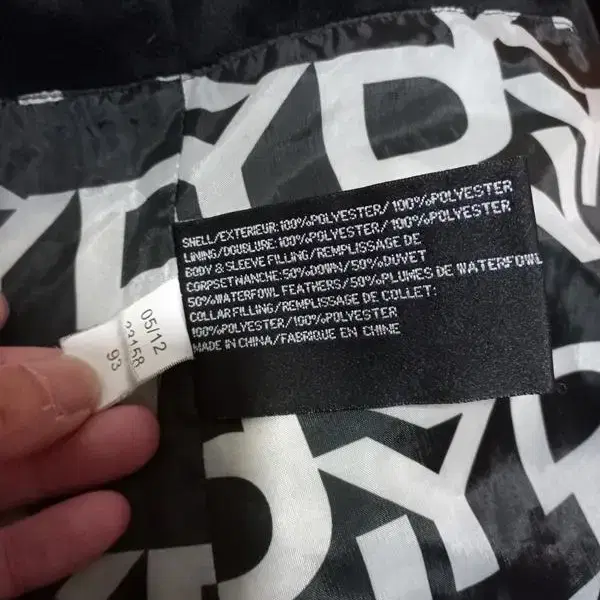 SHELL/EXTERIEUR:100%POLYESTER/100%POLYESTER
LINING/DOUBLURE:100%POLYESTER/100%POLYESTER
BODY & SLEEVE FILLING/REMPLISSAGE DE
CORPSETMANCHE:50%DOWN/50%DUVET
50%WATERFOWL FEATHERS/50%PLUMES DE WATERFOWL
COLLAR FILLING/REMPLISSAGE DE COLLET:
100%POLYESTER/100%POLYESTER
MADE IN CHINA/FABRIQUE EN CHINE
05/12
93